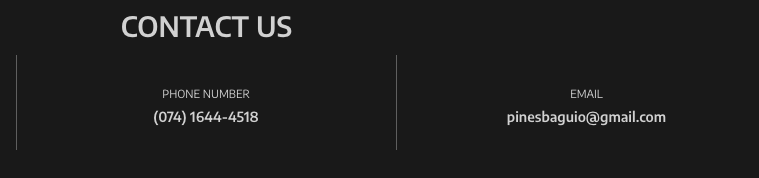 CONTACT US
PHONE NUMBER
(074) 1644-4518
EMAIL
pinesbaguio@gmail.com